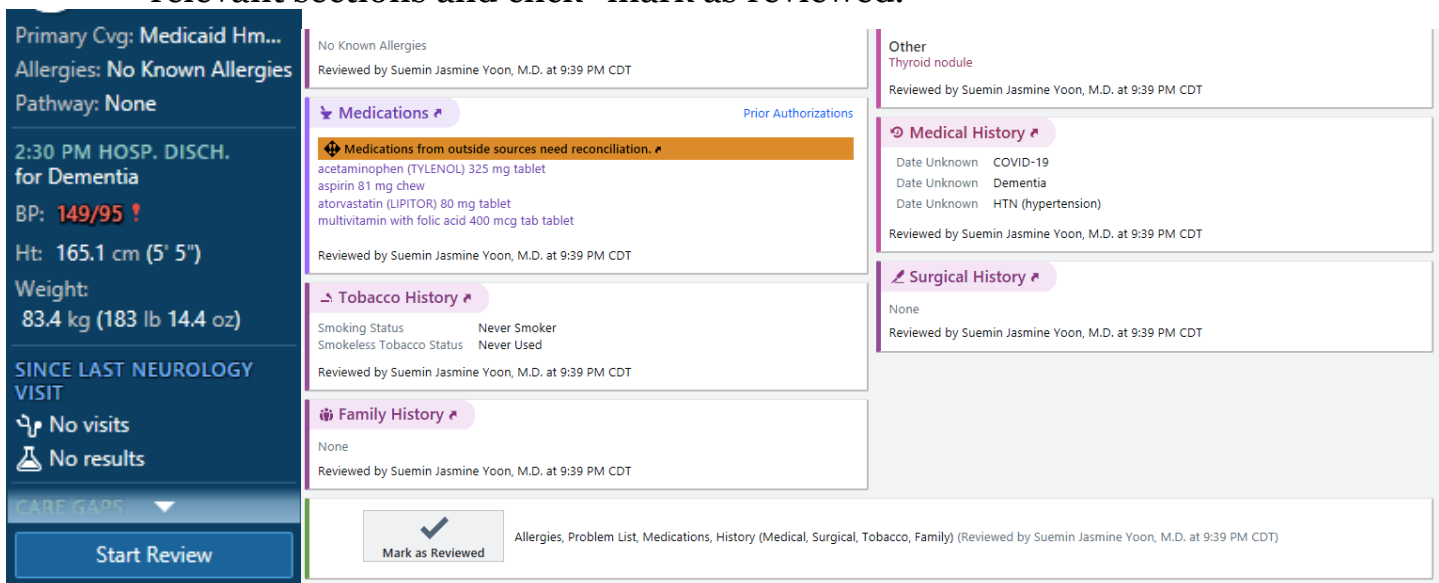 relevant sections and click "mark as reviewed."
Primary Cvg: Medicaid Hm...
Allergies: No Known Allergies
Pathway: None
2:30 PM HOSP. DISCH.
for Dementia
BP: 149/95 !
Ht: 165.1 cm (5' 5")
Weight:
83.4 kg (183 lb 14.4 oz)
SINCE LAST NEUROLOGY
VISIT
No visits
No results
CARE GAPS
Start Review
No Known Allergies
Reviewed by Suemin Jasmine Yoon, M.D. at 9:39 PM CDT
Medications
Prior Authorizations
Medications from outside sources need reconciliation.
acetaminophen (TYLENOL) 325 mg tablet
aspirin 81 mg chew
atorvastatin (LIPITOR) 80 mg tablet
multivitamin with folic acid 400 mcg tab tablet
Reviewed by Suemin Jasmine Yoon, M.D. at 9:39 PM CDT
Tobacco History
Smoking Status Never Smoker
Smokeless Tobacco Status Never Used
Reviewed by Suemin Jasmine Yoon, M.D. at 9:39 PM CDT
Family History
None
Reviewed by Suemin Jasmine Yoon, M.D. at 9:39 PM CDT
Other
Thyroid nodule
Reviewed by Suemin Jasmine Yoon, M.D. at 9:39 PM CDT
Medical History
Date Unknown COVID-19
Date Unknown Dementia
Date Unknown HTN (hypertension)
Reviewed by Suemin Jasmine Yoon, M.D. at 9:39 PM CDT
Surgical History
None
Reviewed by Suemin Jasmine Yoon, M.D. at 9:39 PM CDT
Mark as Reviewed
Allergies, Problem List, Medications, History (Medical, Surgical, Tobacco, Family) (Reviewed by Suemin Jasmine Yoon, M.D. at 9:39 PM CDT)